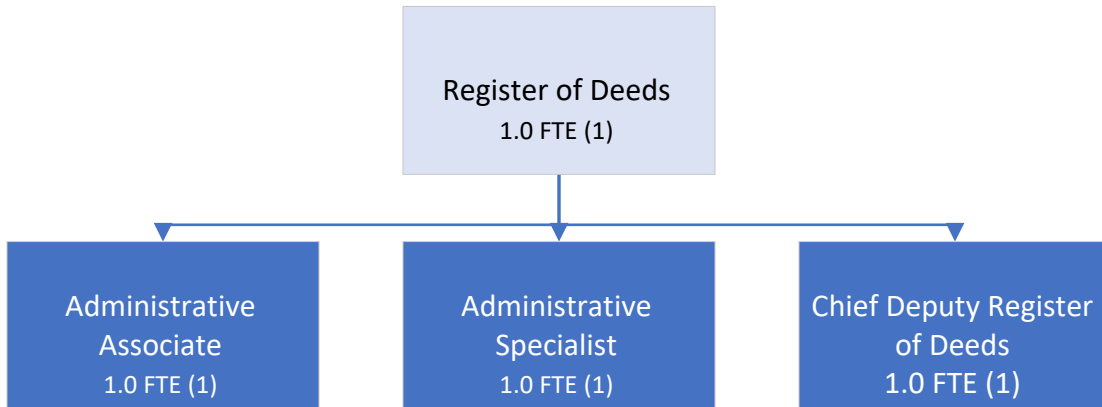 Register of Deeds
1.0 FTE (1)
Administrative
Associate
1.0 FTE (1)
Administrative
Specialist
1.0 FTE (1)
Chief Deputy Register
of Deeds
1.0 FTE (1)